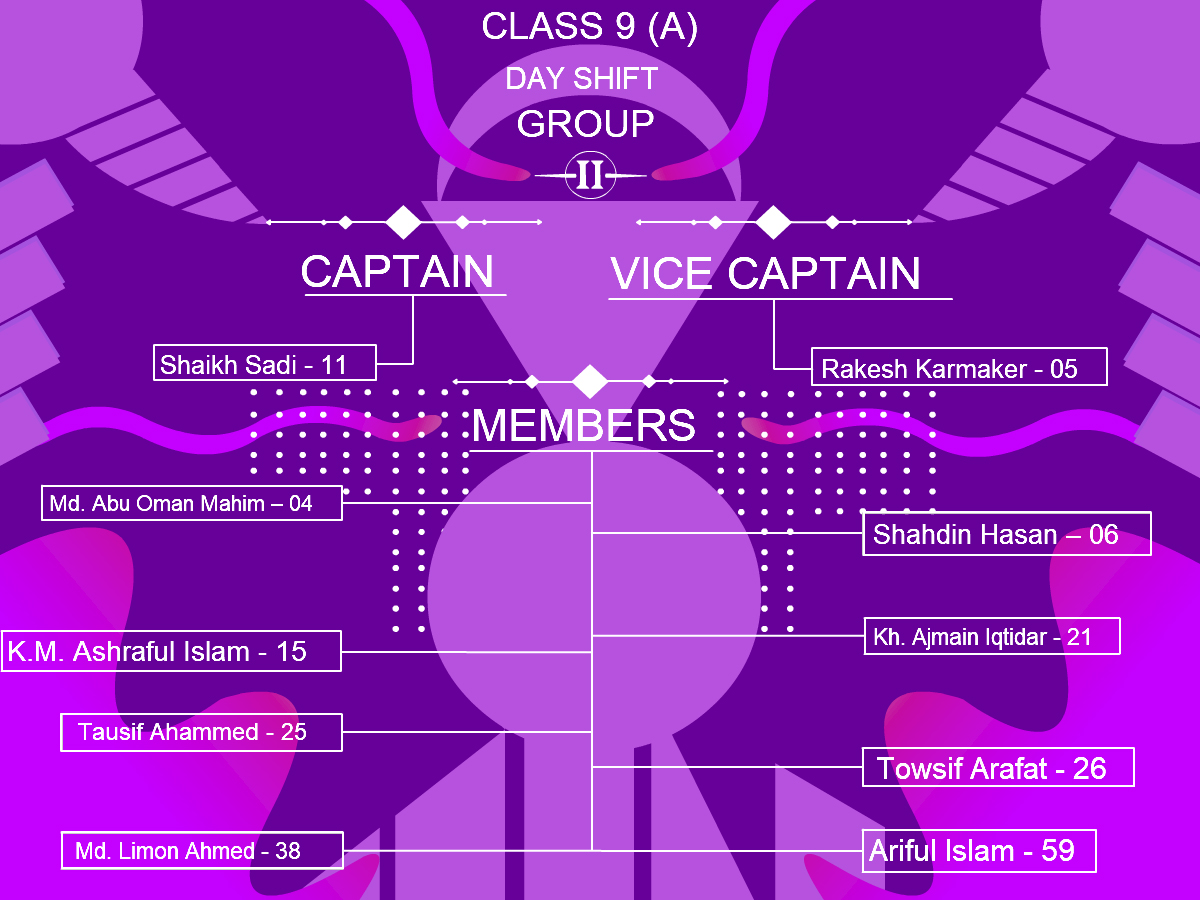 CLASS 9 (A)
DAY SHIFT
GROUP
II
CAPTAIN
VICE CAPTAIN
Shaikh Sadi - 11
Rakesh Karmaker - 05
MEMBERS
Md. Abu Oman Mahim – 04
Shahdin Hasan – 06
K.M. Ashraful Islam - 15
Kh. Ajmain Iqtidar - 21
Tausif Ahammed - 25
Towsif Arafat - 26
Md. Limon Ahmed - 38
Ariful Islam - 59